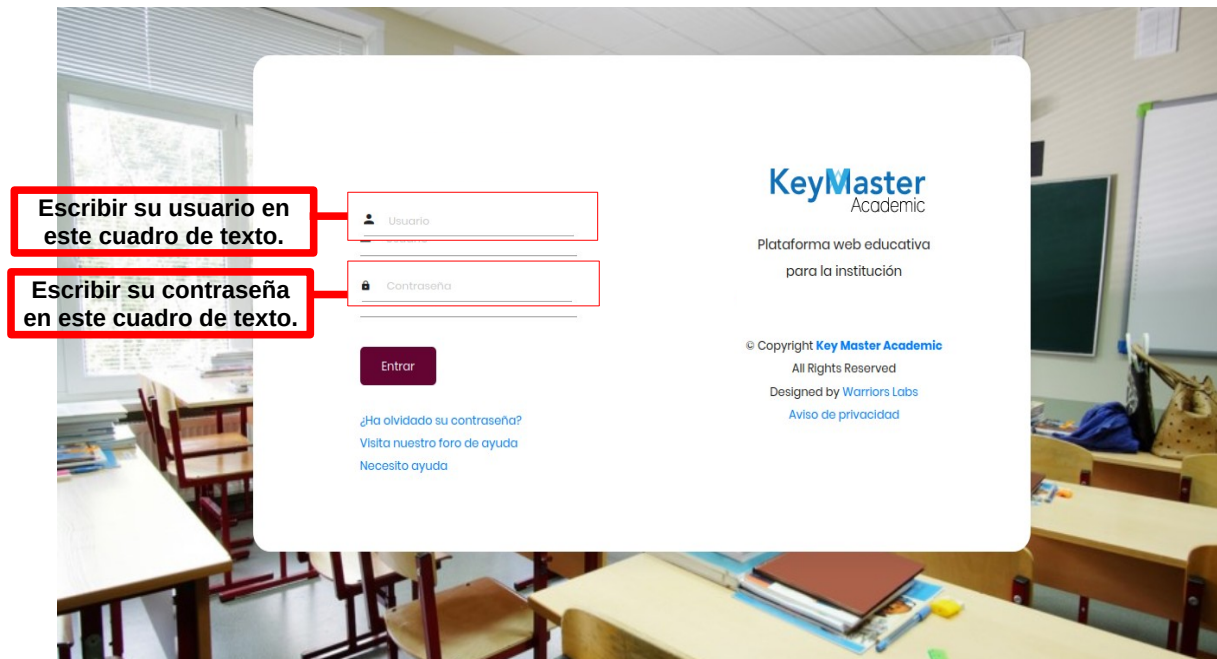 Escribir su usuario en
este cuadro de texto.
Usuario
Escribir su contraseña
en este cuadro de texto.
Contraseña
Entrar
¿Ha olvidado su contraseña?
Visita nuestro foro de ayuda
Necesito ayuda
KeyMaster
Academic
Plataforma web educativa
para la institución
© Copyright Key Master Academic
All Rights Reserved
Designed by Warriors Labs
Aviso de privacidad